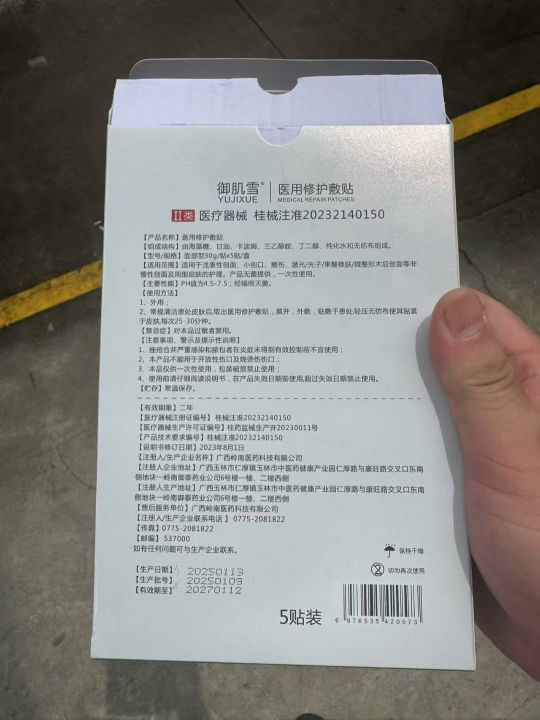 御肌雪® 医用修护敷贴
YUJIXUE MEDICAL REPAIR PATCHES
II类 医疗器械 桂械注准20232140150
【产品名称】医用修护敷贴
【组成结构】由海藻糖、甘油、卡波姆、三乙醇胺、丁二醇、纯化水和无纺布组成。
【型号/规格】面部型30g/贴x5贴/盒
【适用范围】适用于浅表性创面、小创口、擦伤、激光/光子/果酸换肤/微整形术后创面等非
慢性创面及周围皮肤的护理。产品无菌提供，一次性使用。
【主要性能】PH值为4.5-7.5；经辐照灭菌。
【使用方法】
1、外用；
2、常规清洁患处皮肤后,取出医用修护敷贴，展开，外敷，贴敷于患处,轻压无纺布使其贴紧
于皮肤,每次25-30分钟。
【禁忌症】对本品过敏者禁用。
【注意事项、警示及提示性说明】
1、痤疮合并严重感染和脓包者在炎症未得到有效控制前不宜使用；
2、本产品不能用于开放性伤口及烧烫伤创口；
3、本品仅供一次性使用，包装破损禁止使用；
4、使用前请仔细阅读说明书，在产品失效日期前使用,超过失效日期禁止使用。
【贮存】常温保存。
【有效期限】二年
【医疗器械注册证编号】桂械注准20232140150
【医疗器械生产许可证编号】桂药监械生产许20230011号
【产品技术要求编号】桂械注准20232140150
【说明书修订日期】2023年8月1日
【注册人/生产企业名称】广西岭南医药科技有限公司
【注册人企业地址】广西玉林市仁厚镇玉林市中医药健康产业园仁厚路与康旺路交叉口东南
侧地块一岭南御泰药业公司6号楼一楼、二楼西侧
【注册人生产地址】广西玉林市仁厚镇玉林市中医药健康产业园仁厚路与康旺路交叉口东南
侧地块一岭南御泰药业公司6号楼一楼、二楼西侧
【售后服务单位】广西岭南医药科技有限公司
【注册人/生产企业联系电话】0775-2081822
【传真】0775-2081822
【邮编】537000
如有任何问题可与生产企业联系。
保持干燥
切勿再次使用
【生产日期】 20250113
【生产批号】 20250109
【有效期至】 20270112
5贴装
6 976535 420573